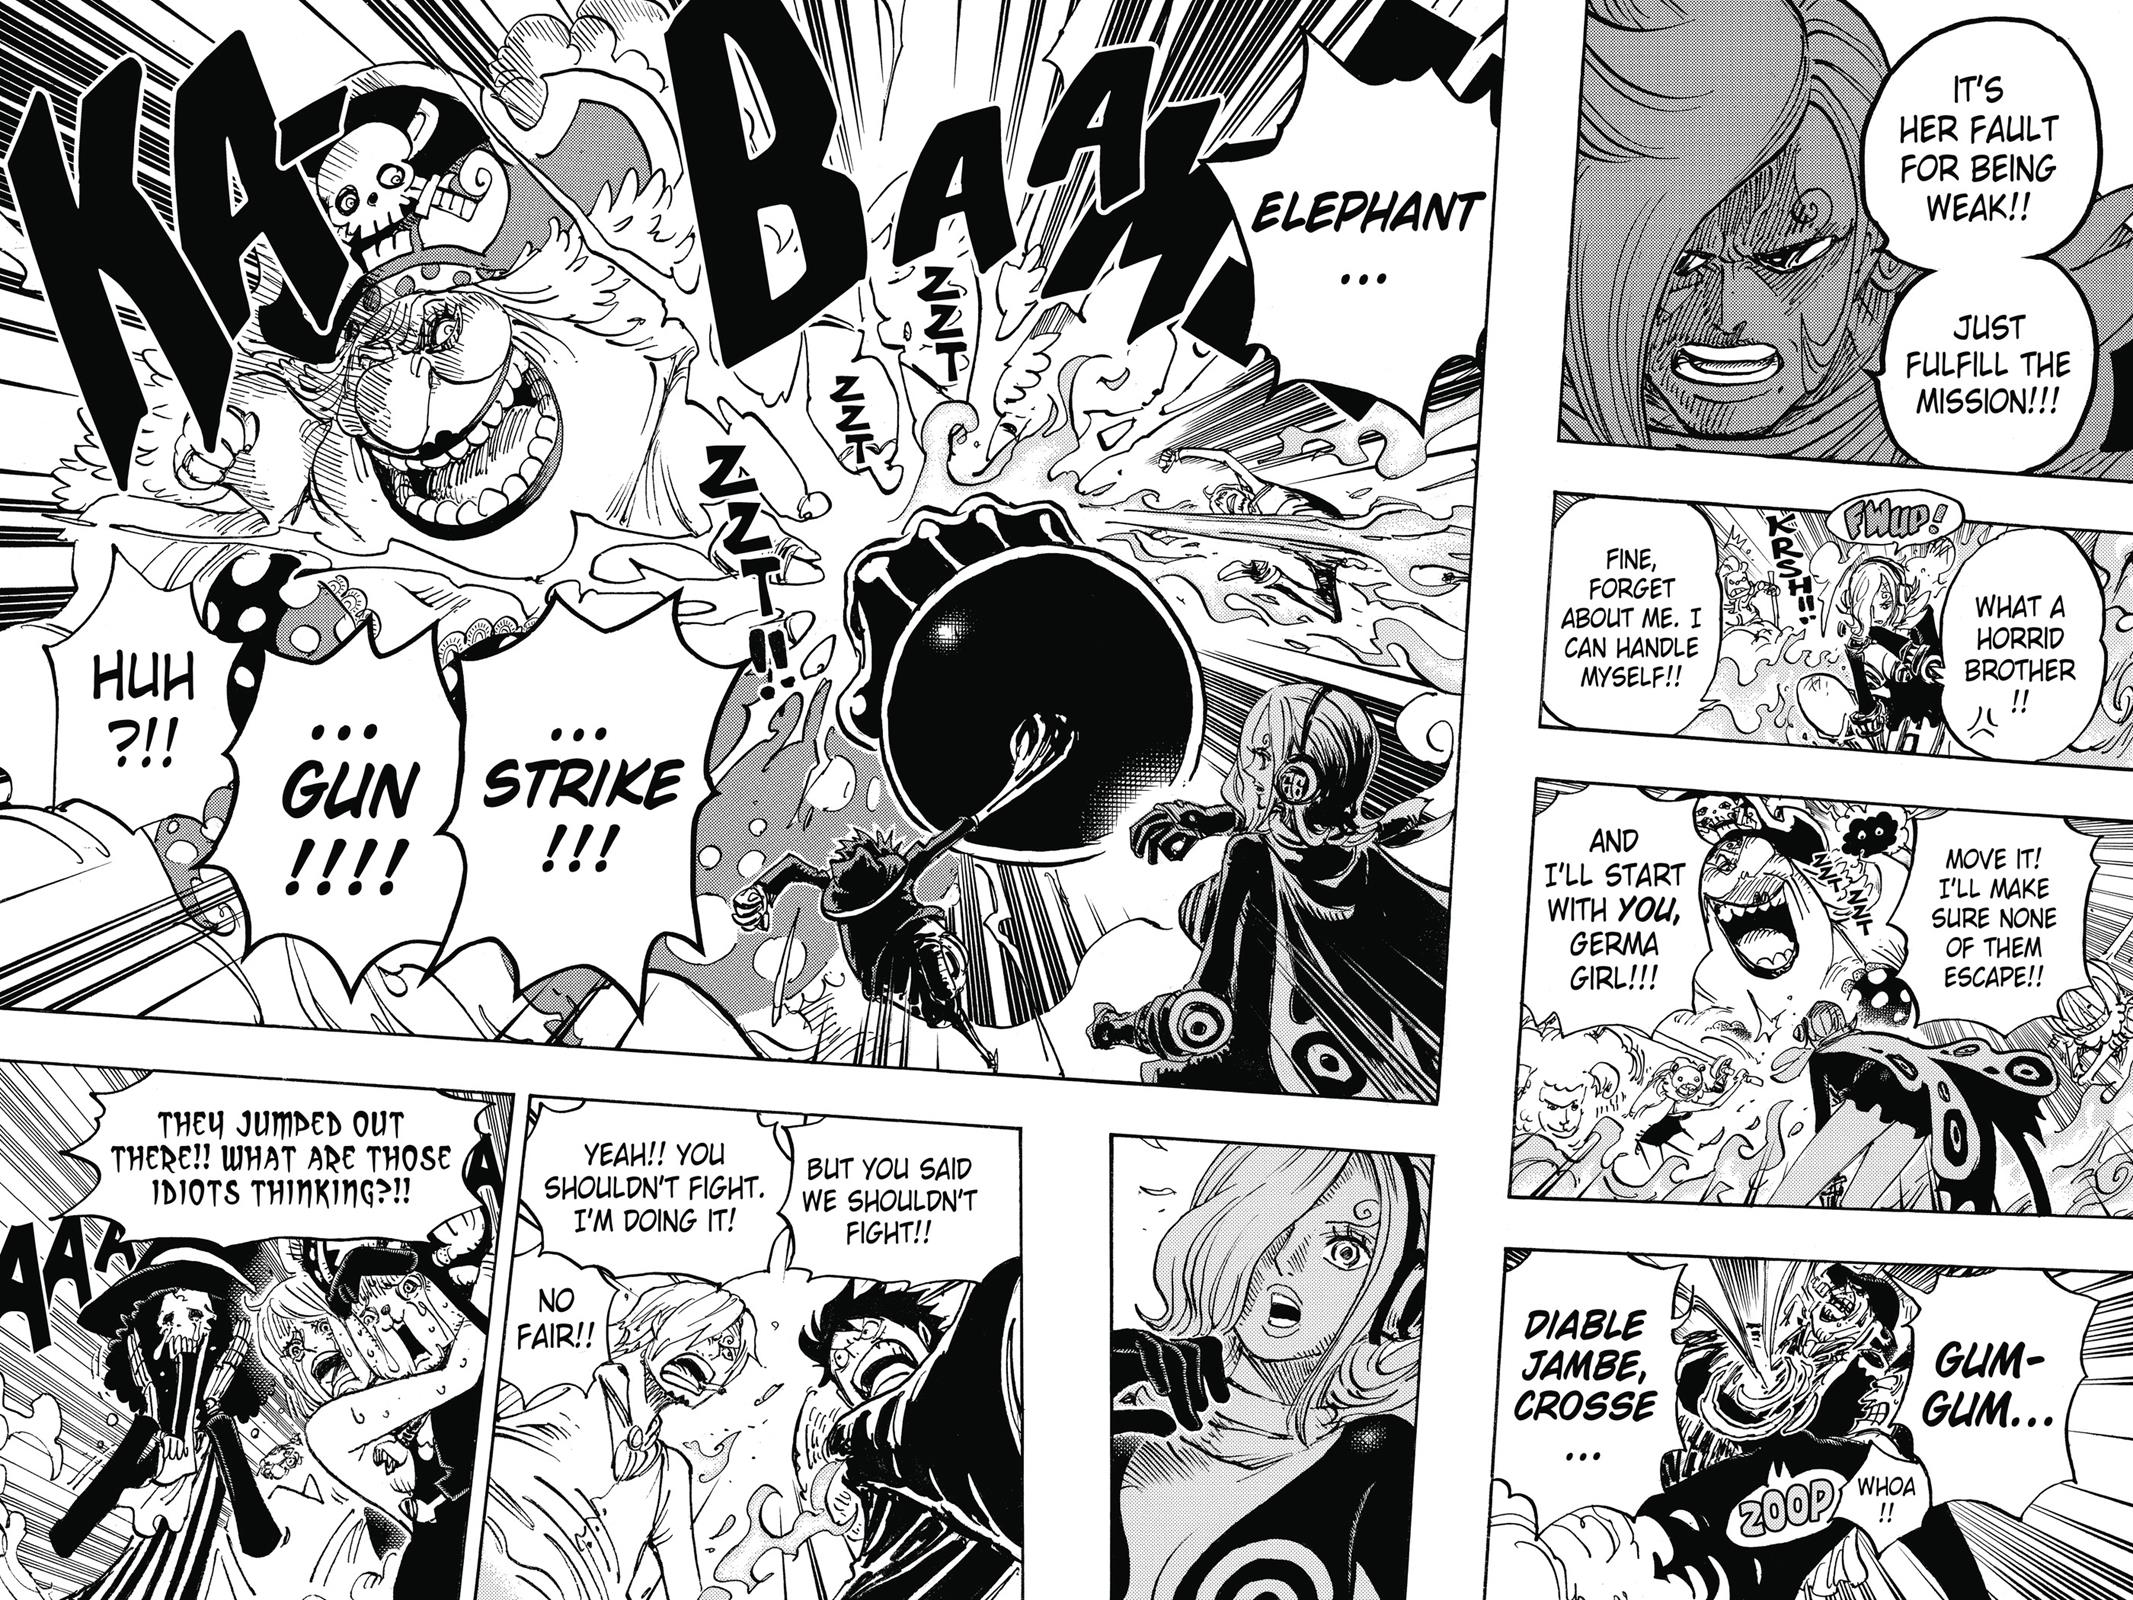 IT'S
HER FAULT
FOR BEING
WEAK!!
JUST
FULFILL THE
MISSION!!!
FWUP!
KRSH!!
WHAT A
HORRID
BROTHER
!!
FINE,
FORGET
ABOUT ME. I
CAN HANDLE
MYSELF!!
MOVE IT!
I'LL MAKE
SURE NONE
OF THEM
ESCAPE!!
ZZT ZZT
AND
I'LL START
WITH YOU,
GERMA
GIRL!!!
GUM-
GUM...
WHOA
!!
ZOOP
DIABLE
JAMBE,
CROSSE
...
ELEPHANT
...
KA-BAAM
ZZT
ZZT
ZZT!!
...
STRIKE
!!!
...
GUN
!!!!
HUH
?!!
BUT YOU SAID
WE SHOULDN'T
FIGHT!!
YEAH!! YOU
SHOULDN'T FIGHT.
I'M DOING IT!
NO
FAIR!!
THEY JUMPED OUT
THERE!! WHAT ARE THOSE
IDIOTS THINKING?!!